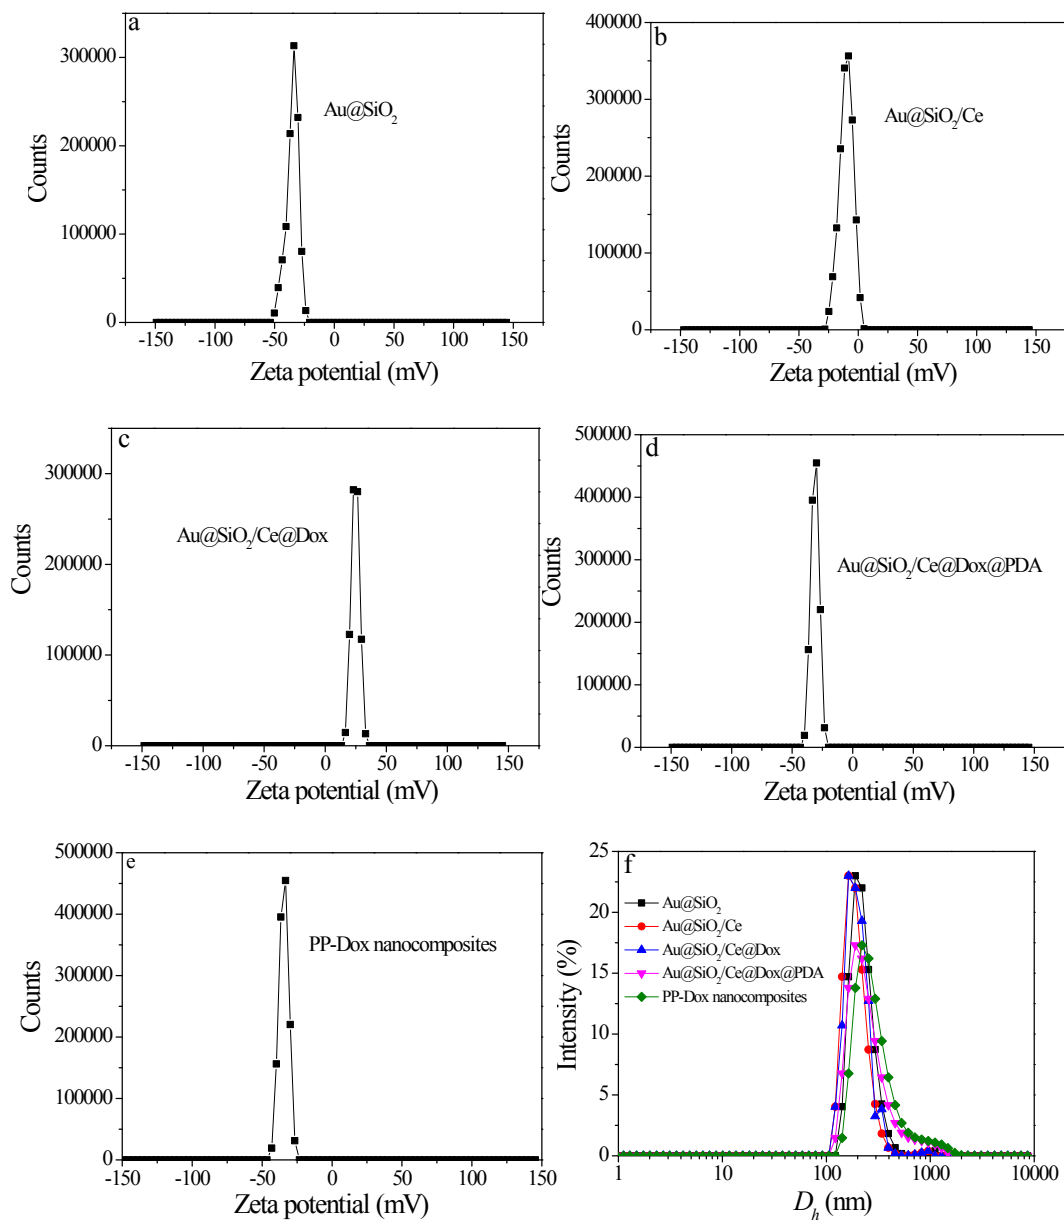 a
Au@SiO₂
Counts
300000
200000
100000
0
-150 -100 -50 0 50 100 150
Zeta potential (mV)
b
Au@SiO₂/Ce
Counts
400000
300000
200000
100000
0
-150 -100 -50 0 50 100 150
Zeta potential (mV)
c
Au@SiO₂/Ce@Dox
Counts
300000
200000
100000
0
-150 -100 -50 0 50 100 150
Zeta potential (mV)
d
Au@SiO₂/Ce@Dox@PDA
Counts
500000
400000
300000
200000
100000
0
-150 -100 -50 0 50 100 150
Zeta potential (mV)
e
PP-Dox nanocomposites
Counts
500000
400000
300000
200000
100000
0
-150 -100 -50 0 50 100 150
Zeta potential (mV)
f
Au@SiO₂
Au@SiO₂/Ce
Au@SiO₂/Ce@Dox
Au@SiO₂/Ce@Dox@PDA
PP-Dox nanocomposites
Intensity (%)
25
20
15
10
5
0
1 10 100 1000 10000
Dₕ (nm)